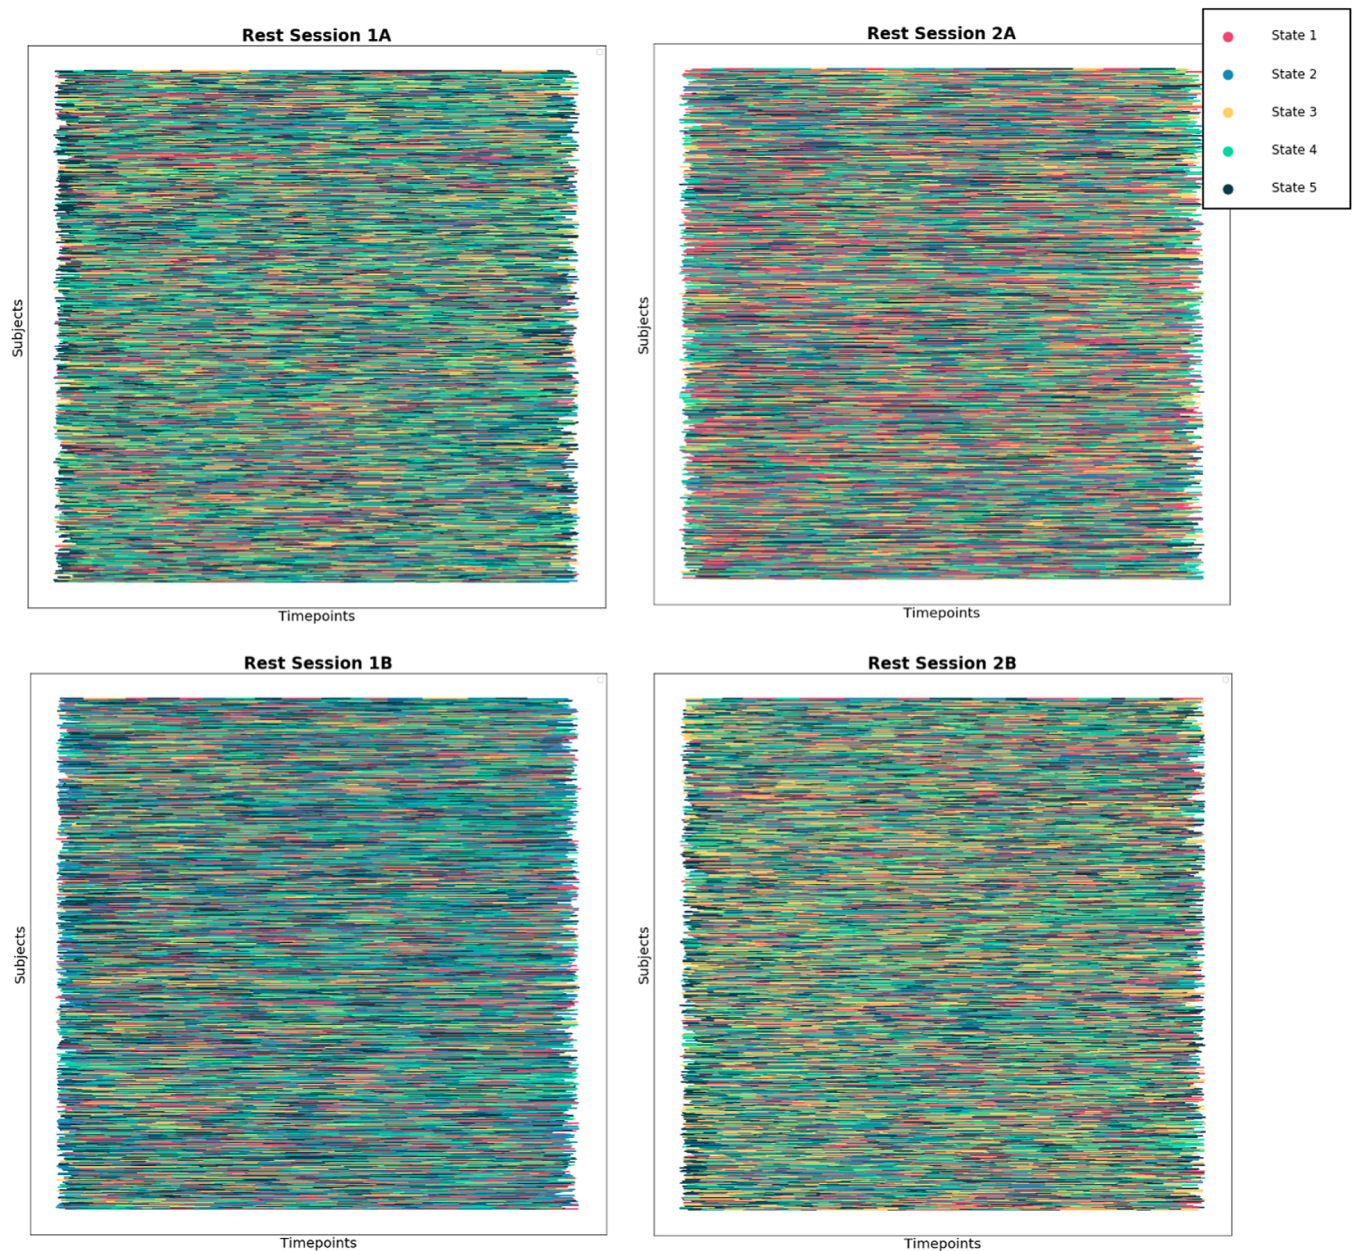 Rest Session 1A
Subjects
Timepoints
Rest Session 2A
Subjects
Timepoints
State 1
State 2
State 3
State 4
State 5
Rest Session 1B
Subjects
Timepoints
Rest Session 2B
Subjects
Timepoints